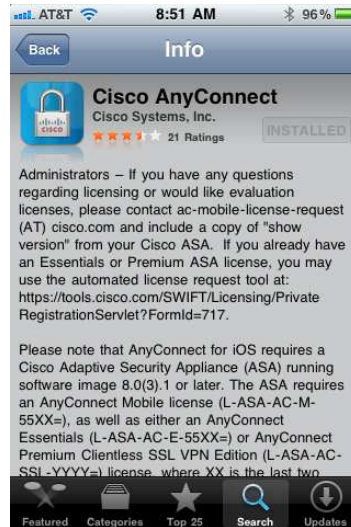 AT&T 8:51 AM 96%
Back Info
CISCO
Cisco AnyConnect
Cisco Systems, Inc.
21 Ratings
INSTALLED
Administrators – If you have any questions
regarding licensing or would like evaluation
licenses, please contact ac-mobile-license-request
(AT) cisco.com and include a copy of "show
version" from your Cisco ASA. If you already have
an Essentials or Premium ASA license, you may
use the automated license request tool at:
https://tools.cisco.com/SWIFT/Licensing/Private
RegistrationServlet?FormId=717.
Please note that AnyConnect for iOS requires a
Cisco Adaptive Security Appliance (ASA) running
software image 8.0(3).1 or later. The ASA requires
an AnyConnect Mobile license (L-ASA-AC-M-
55XX=), as well as either an AnyConnect
Essentials (L-ASA-AC-E-55XX=) or AnyConnect
Premium Clientless SSL VPN Edition (L-ASA-AC-
SSL-YYYY=) license, where XX is the last two
Featured Categories Top 25 Search Updates